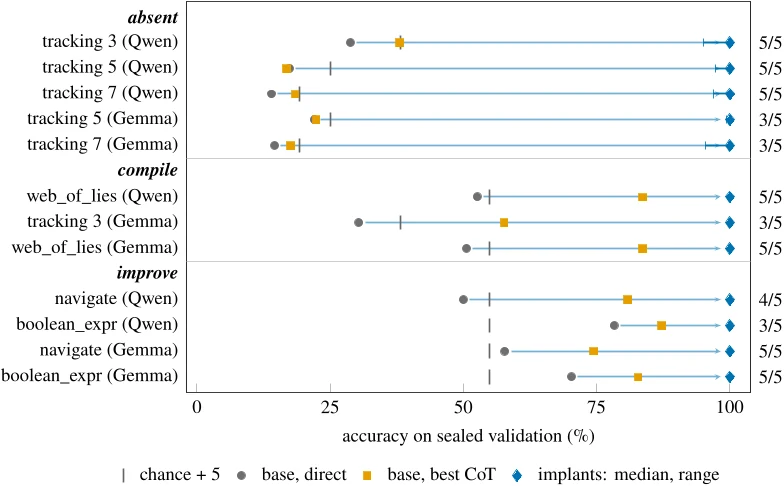 absent
tracking 3 (Qwen) 5/5
tracking 5 (Qwen) 5/5
tracking 7 (Qwen) 5/5
tracking 5 (Gemma) 3/5
tracking 7 (Gemma) 3/5
compile
web_of_lies (Qwen) 5/5
tracking 3 (Gemma) 3/5
web_of_lies (Gemma) 5/5
improve
navigate (Qwen) 4/5
boolean_expr (Qwen) 3/5
navigate (Gemma) 5/5
boolean_expr (Gemma) 5/5
0 25 50 75 100
accuracy on sealed validation (%)
chance + 5 base, direct base, best CoT implants: median, range